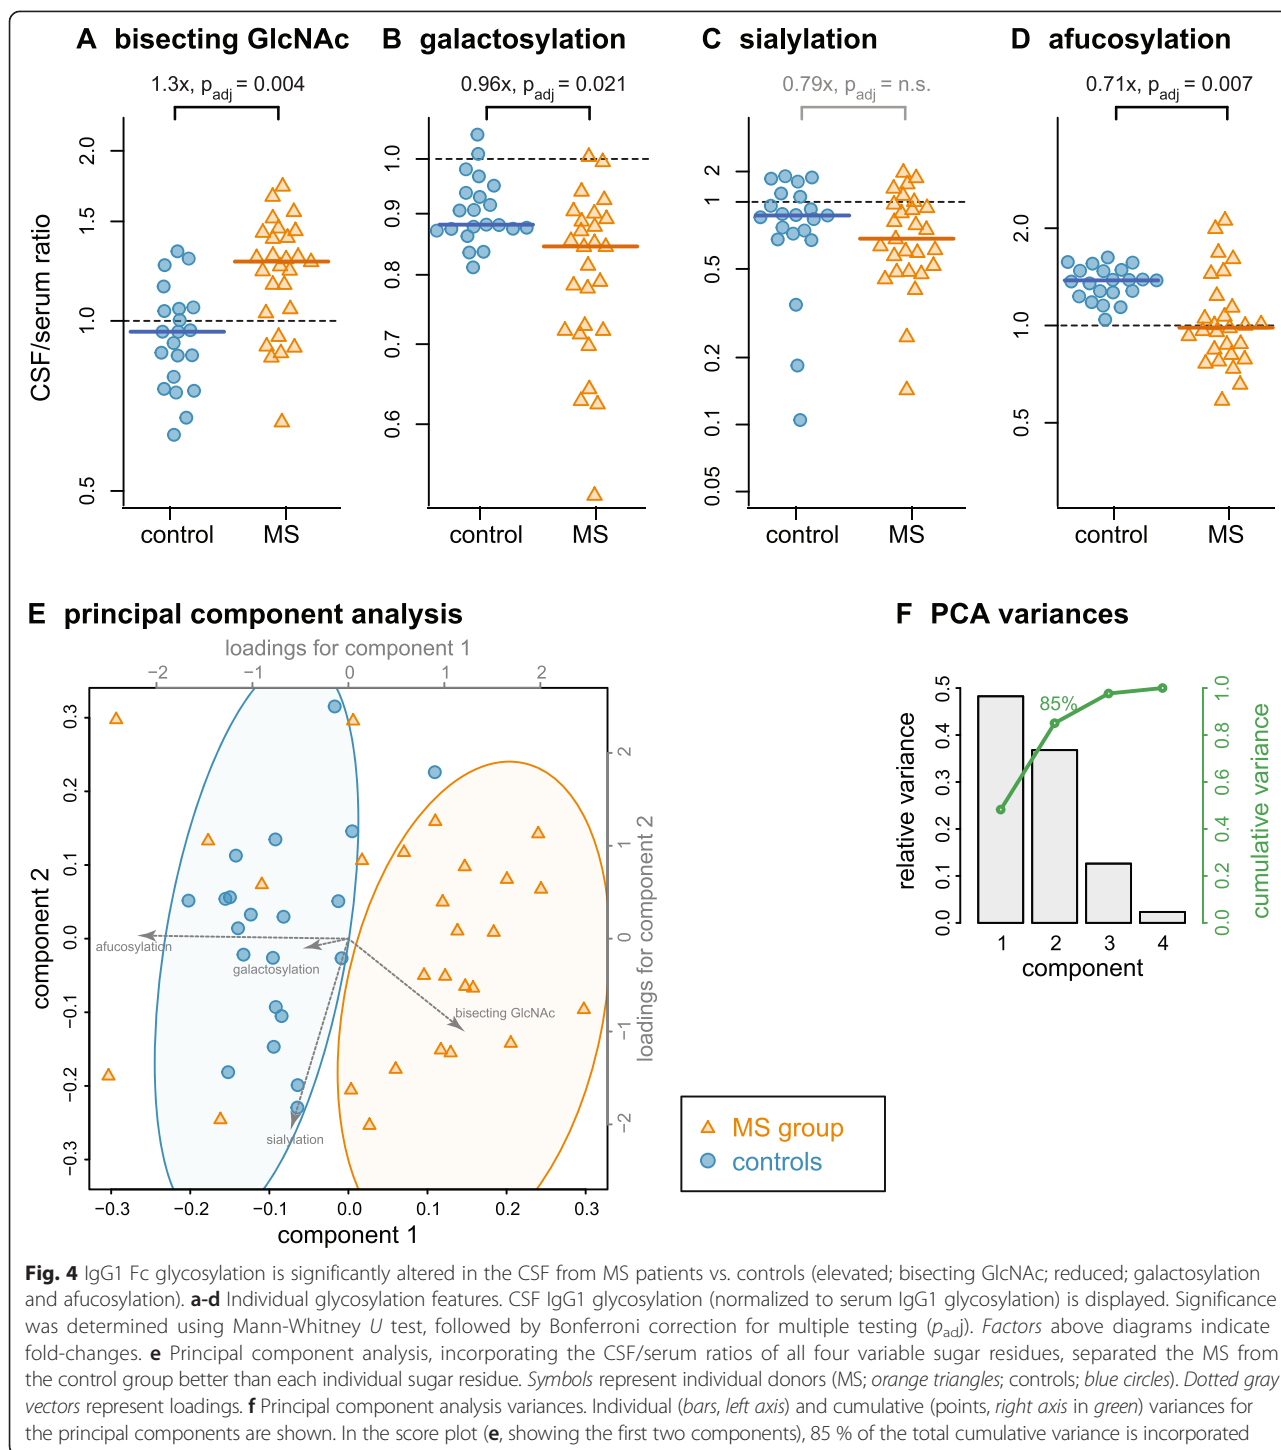 A bisecting GlcNAc
B galactosylation
C sialylation
D afucosylation
1.3x, padj = 0.004
0.96x, padj = 0.021
0.79x, padj = n.s.
0.71x, padj = 0.007
CSF/serum ratio
2.0
1.5
1.0
0.5
control
MS
1.0
0.9
0.8
0.7
0.6
control
MS
2
1
0.5
0.2
0.1
0.05
control
MS
2.0
1.0
0.5
control
MS
E principal component analysis
loadings for component 1
−2 −1 0 1 2
component 2
0.3
0.2
0.1
0.0
−0.1
−0.2
−0.3
afucosylation
galactosylation
bisecting GlcNAc
sialylation
2
1
0
−1
−2
loadings for component 2
−0.3 −0.2 −0.1 0.0 0.1 0.2 0.3
component 1
F PCA variances
relative variance
0.5
0.4
0.3
0.2
0.1
0.0
85%
1.0
0.8
0.6
0.4
0.2
0.0
cumulative variance
1 2 3 4
component
MS group
controls
Fig. 4 IgG1 Fc glycosylation is significantly altered in the CSF from MS patients vs. controls (elevated; bisecting GlcNAc; reduced; galactosylation
and afucosylation). a-d Individual glycosylation features. CSF IgG1 glycosylation (normalized to serum IgG1 glycosylation) is displayed. Significance
was determined using Mann-Whitney U test, followed by Bonferroni correction for multiple testing (padj). Factors above diagrams indicate
fold-changes. e Principal component analysis, incorporating the CSF/serum ratios of all four variable sugar residues, separated the MS from
the control group better than each individual sugar residue. Symbols represent individual donors (MS; orange triangles; controls; blue circles). Dotted gray
vectors represent loadings. f Principal component analysis variances. Individual (bars, left axis) and cumulative (points, right axis in green) variances for
the principal components are shown. In the score plot (e, showing the first two components), 85 % of the total cumulative variance is incorporated